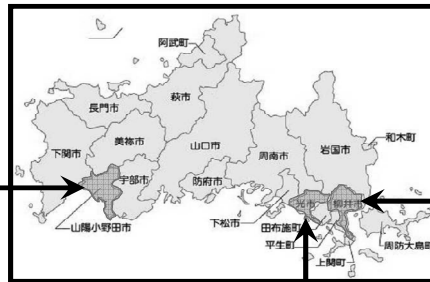 阿武町
萩市
長門市
和木町
美祢市
山口市
岩国市
下関市
周南市
宇部市
防府市
光市
柳井市
下松市
山陽小野田市
田布施町
周防大島町
平生町
上関町